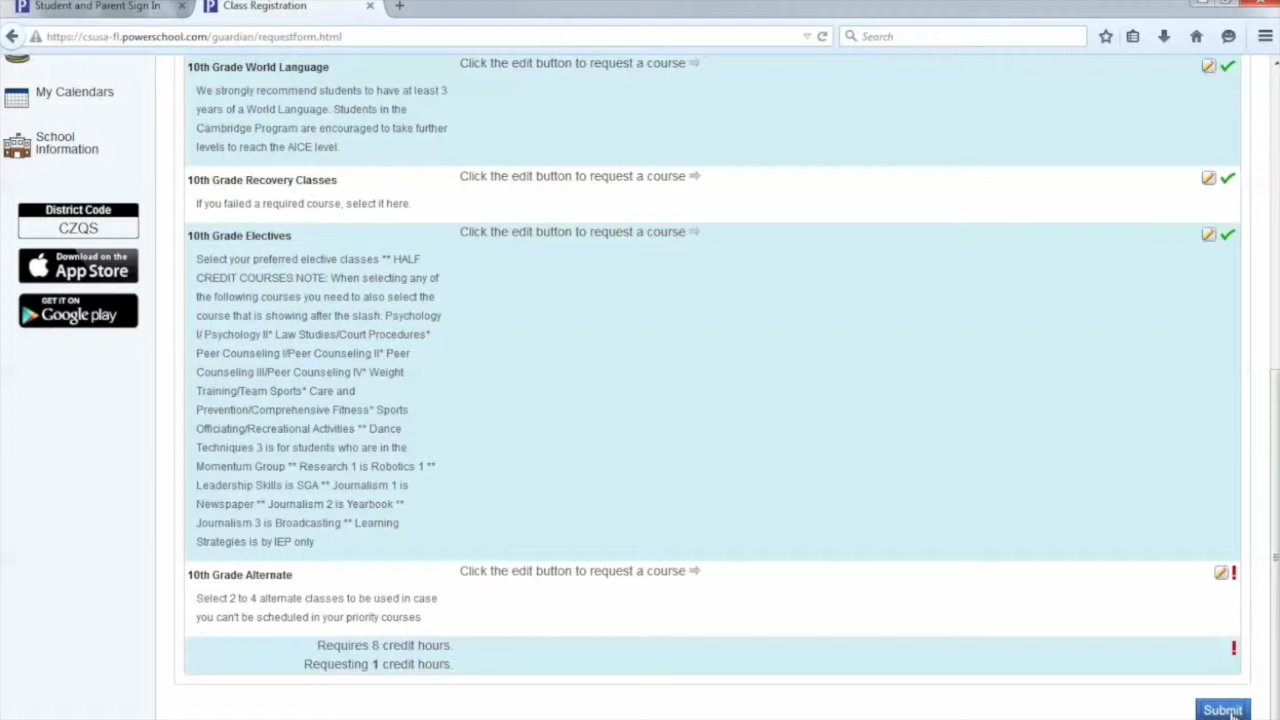 Student and Parent Sign In
Class Registration
https://csusa-fl.powerschool.com/guardian/requestform.html
Search
My Calendars
School
Information
District Code
CZQS
Download on the
App Store
GET IT ON
Google play
10th Grade World Language
Click the edit button to request a course
We strongly recommend students to have at least 3
years of a World Language. Students in the
Cambridge Program are encouraged to take further
levels to reach the AICE level.
10th Grade Recovery Classes
Click the edit button to request a course
If you failed a required course, select it here.
10th Grade Electives
Click the edit button to request a course
Select your preferred elective classes ** HALF
CREDIT COURSES NOTE: When selecting any of
the following courses you need to also select the
course that is showing after the slash: Psychology
I/ Psychology II* Law Studies/Court Procedures*
Peer Counseling I/Peer Counseling II* Peer
Counseling III/Peer Counseling IV* Weight
Training/Team Sports* Care and
Prevention/Comprehensive Fitness* Sports
Officiating/Recreational Activities ** Dance
Techniques 3 is for students who are in the
Momentum Group ** Research 1 is Robotics 1 **
Leadership Skills is SGA ** Journalism 1 is
Newspaper ** Journalism 2 is Yearbook **
Journalism 3 is Broadcasting ** Learning
Strategies is by IEP only
10th Grade Alternate
Click the edit button to request a course
Select 2 to 4 alternate classes to be used in case
you can't be scheduled in your priority courses
Requires 8 credit hours.
Requesting 1 credit hours.
Submit